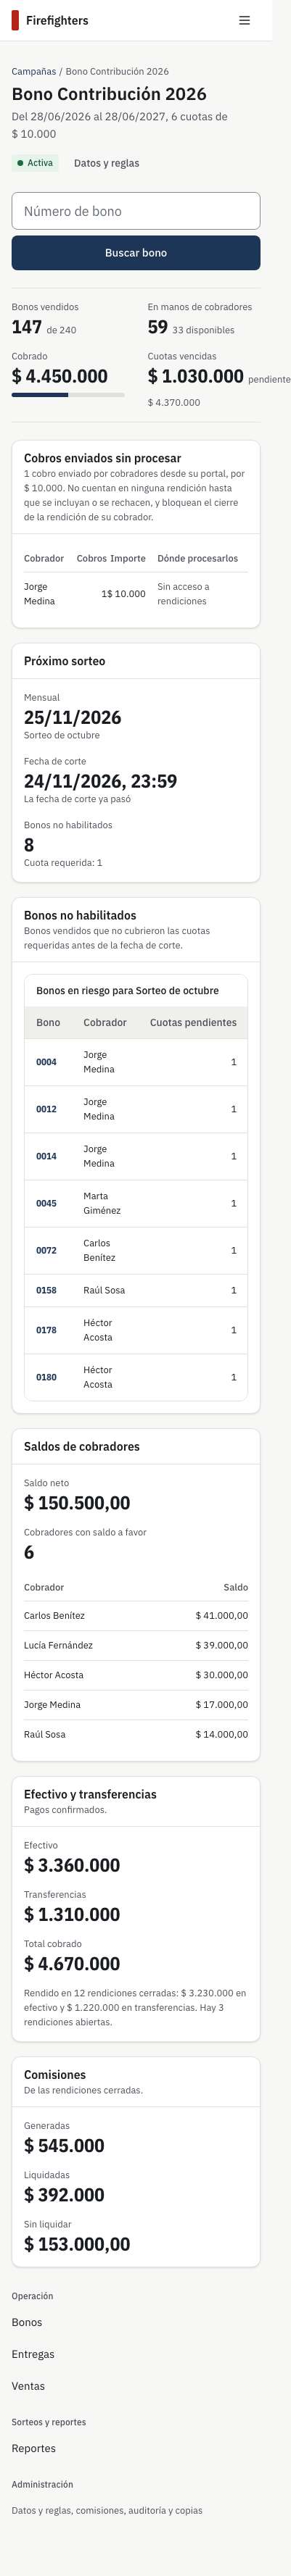 Firefighters
Campañas / Bono Contribución 2026
Bono Contribución 2026
Del 28/06/2026 al 28/06/2027, 6 cuotas de
$ 10.000
Activa
Datos y reglas
Número de bono
Buscar bono
Bonos vendidos
147 de 240
En manos de cobradores
59 33 disponibles
Cobrado
$ 4.450.000
Cuotas vencidas
$ 1.030.000 pendiente
$ 4.370.000
Cobros enviados sin procesar
1 cobro enviado por cobradores desde su portal, por
$ 10.000. No cuentan en ninguna rendición hasta
que se incluyan o se rechacen, y bloquean el cierre
de la rendición de su cobrador.
Cobrador Cobros Importe Dónde procesarlos
Jorge
Medina
1 $ 10.000
Sin acceso a
rendiciones
Próximo sorteo
Mensual
25/11/2026
Sorteo de octubre
Fecha de corte
24/11/2026, 23:59
La fecha de corte ya pasó
Bonos no habilitados
8
Cuota requerida: 1
Bonos no habilitados
Bonos vendidos que no cubrieron las cuotas
requeridas antes de la fecha de corte.
Bonos en riesgo para Sorteo de octubre
Bono Cobrador Cuotas pendientes
0004 Jorge
Medina 1
0012 Jorge
Medina 1
0014 Jorge
Medina 1
0045 Marta
Giménez 1
0072 Carlos
Benítez 1
0158 Raúl Sosa 1
0178 Héctor
Acosta 1
0180 Héctor
Acosta 1
Saldos de cobradores
Saldo neto
$ 150.500,00
Cobradores con saldo a favor
6
Cobrador Saldo
Carlos Benítez $ 41.000,00
Lucía Fernández $ 39.000,00
Héctor Acosta $ 30.000,00
Jorge Medina $ 17.000,00
Raúl Sosa $ 14.000,00
Efectivo y transferencias
Pagos confirmados.
Efectivo
$ 3.360.000
Transferencias
$ 1.310.000
Total cobrado
$ 4.670.000
Rendido en 12 rendiciones cerradas: $ 3.230.000 en
efectivo y $ 1.220.000 en transferencias. Hay 3
rendiciones abiertas.
Comisiones
De las rendiciones cerradas.
Generadas
$ 545.000
Liquidadas
$ 392.000
Sin liquidar
$ 153.000,00
Operación
Bonos
Entregas
Ventas
Sorteos y reportes
Reportes
Administración
Datos y reglas, comisiones, auditoría y copias